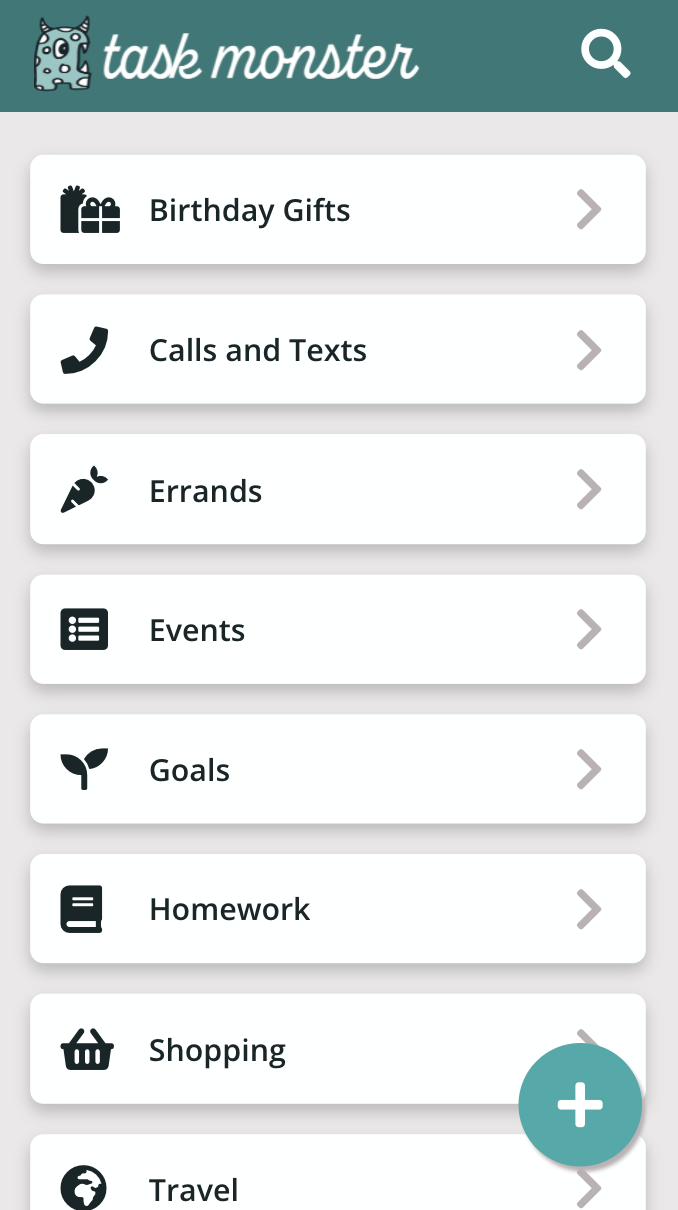 task monster
Birthday Gifts
Calls and Texts
Errands
Events
Goals
Homework
Shopping
Travel